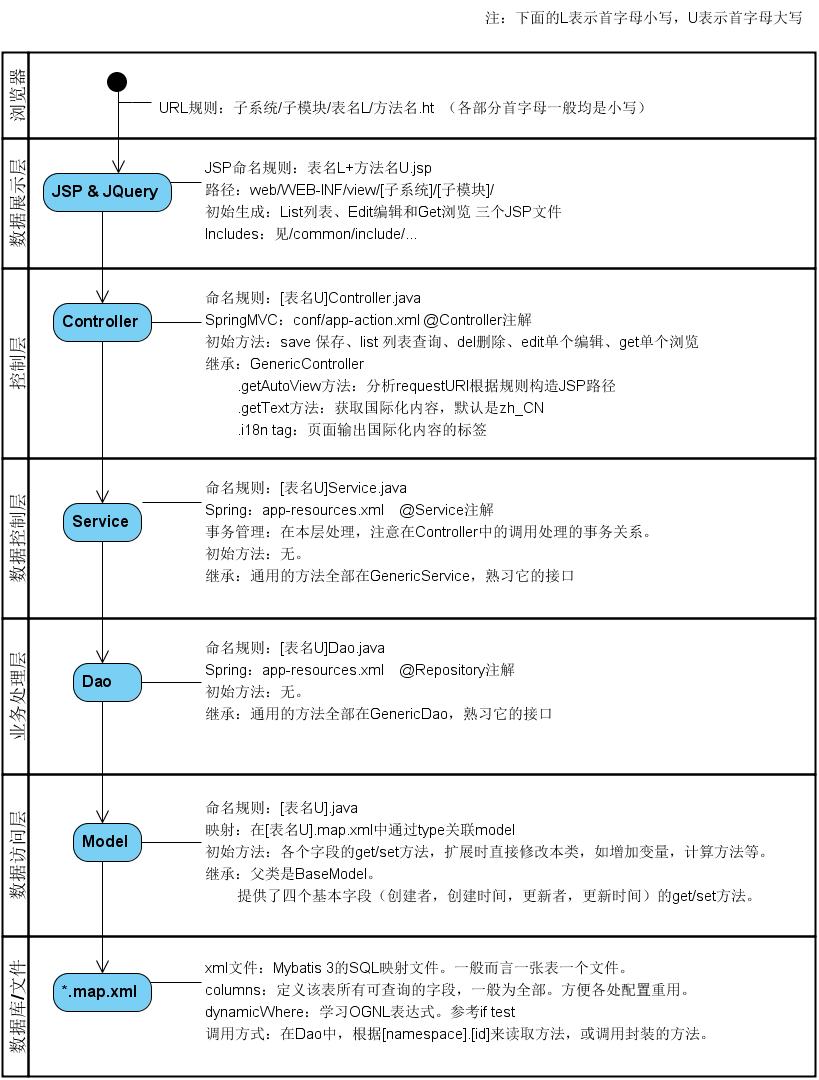 注：下面的L表示首字母小写，U表示首字母大写
浏览器
URL规则：子系统/子模块/表名L/方法名.ht （各部分首字母一般均是小写）
数据展示层
JSP & JQuery
JSP命名规则：表名L+方法名U.jsp
路径：web/WEB-INF/view/[子系统]/[子模块]/
初始生成：List列表、Edit编辑和Get浏览 三个JSP文件
Includes：见/common/include/...
控制层
Controller
命名规则：[表名U]Controller.java
SpringMVC：conf/app-action.xml @Controller注解
初始方法：save 保存、list 列表查询、del删除、edit单个编辑、get单个浏览
继承：GenericController
.getAutoView方法：分析requestURI根据规则构造JSP路径
.getText方法：获取国际化内容，默认是zh_CN
.i18n tag：页面输出国际化内容的标签
数据控制层
Service
命名规则：[表名U]Service.java
Spring：app-resources.xml @Service注解
事务管理：在本层处理，注意在Controller中的调用处理的事务关系。
初始方法：无。
继承：通用的方法全部在GenericService，熟习它的接口
业务处理层
Dao
命名规则：[表名U]Dao.java
Spring：app-resources.xml @Repository注解
初始方法：无。
继承：通用的方法全部在GenericDao，熟习它的接口
数据访问层
Model
命名规则：[表名U].java
映射：在[表名U].map.xml中通过type关联model
初始方法：各个字段的get/set方法，扩展时直接修改本类，如增加变量，计算方法等。
继承：父类是BaseModel。
提供了四个基本字段（创建者，创建时间，更新者，更新时间）的get/set方法。
数据库/文件
*.map.xml
xml文件：Mybatis 3的SQL映射文件。一般而言一张表一个文件。
columns：定义该表所有可查询的字段，一般为全部。方便各处配置重用。
dynamicWhere：学习OGNL表达式。参考if test
调用方式：在Dao中，根据[namespace].[id]来读取方法，或调用封装的方法。